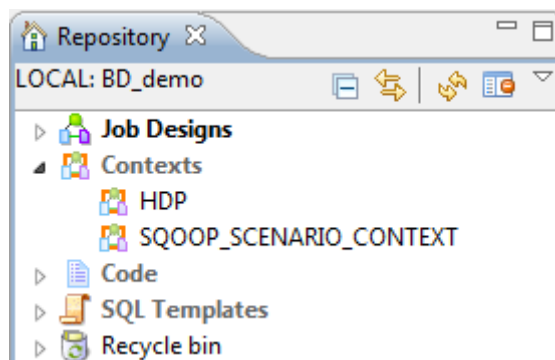 Repository
LOCAL: BD_demo
Job Designs
Contexts
HDP
SQOOP_SCENARIO_CONTEXT
Code
SQL Templates
Recycle bin